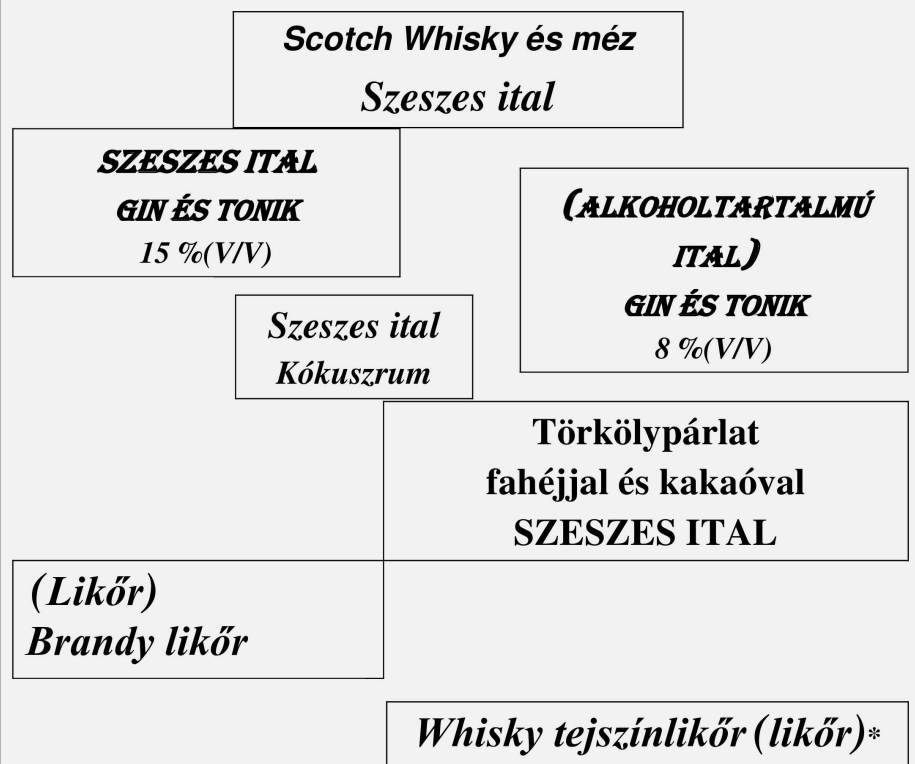 Scotch Whisky és méz
Szeszes ital
SZESZES ITAL
GIN ÉS TONIK
15 %(V/V)
(ALKOHOLTARTALMÚ
ITAL)
GIN ÉS TONIK
8 %(V/V)
Szeszes ital
Kókuszrum
Törkölypárlat
fahéjjal és kakaóval
SZESZES ITAL
(Likőr)
Brandy likőr
Whisky tejszínlikőr (likőr)*